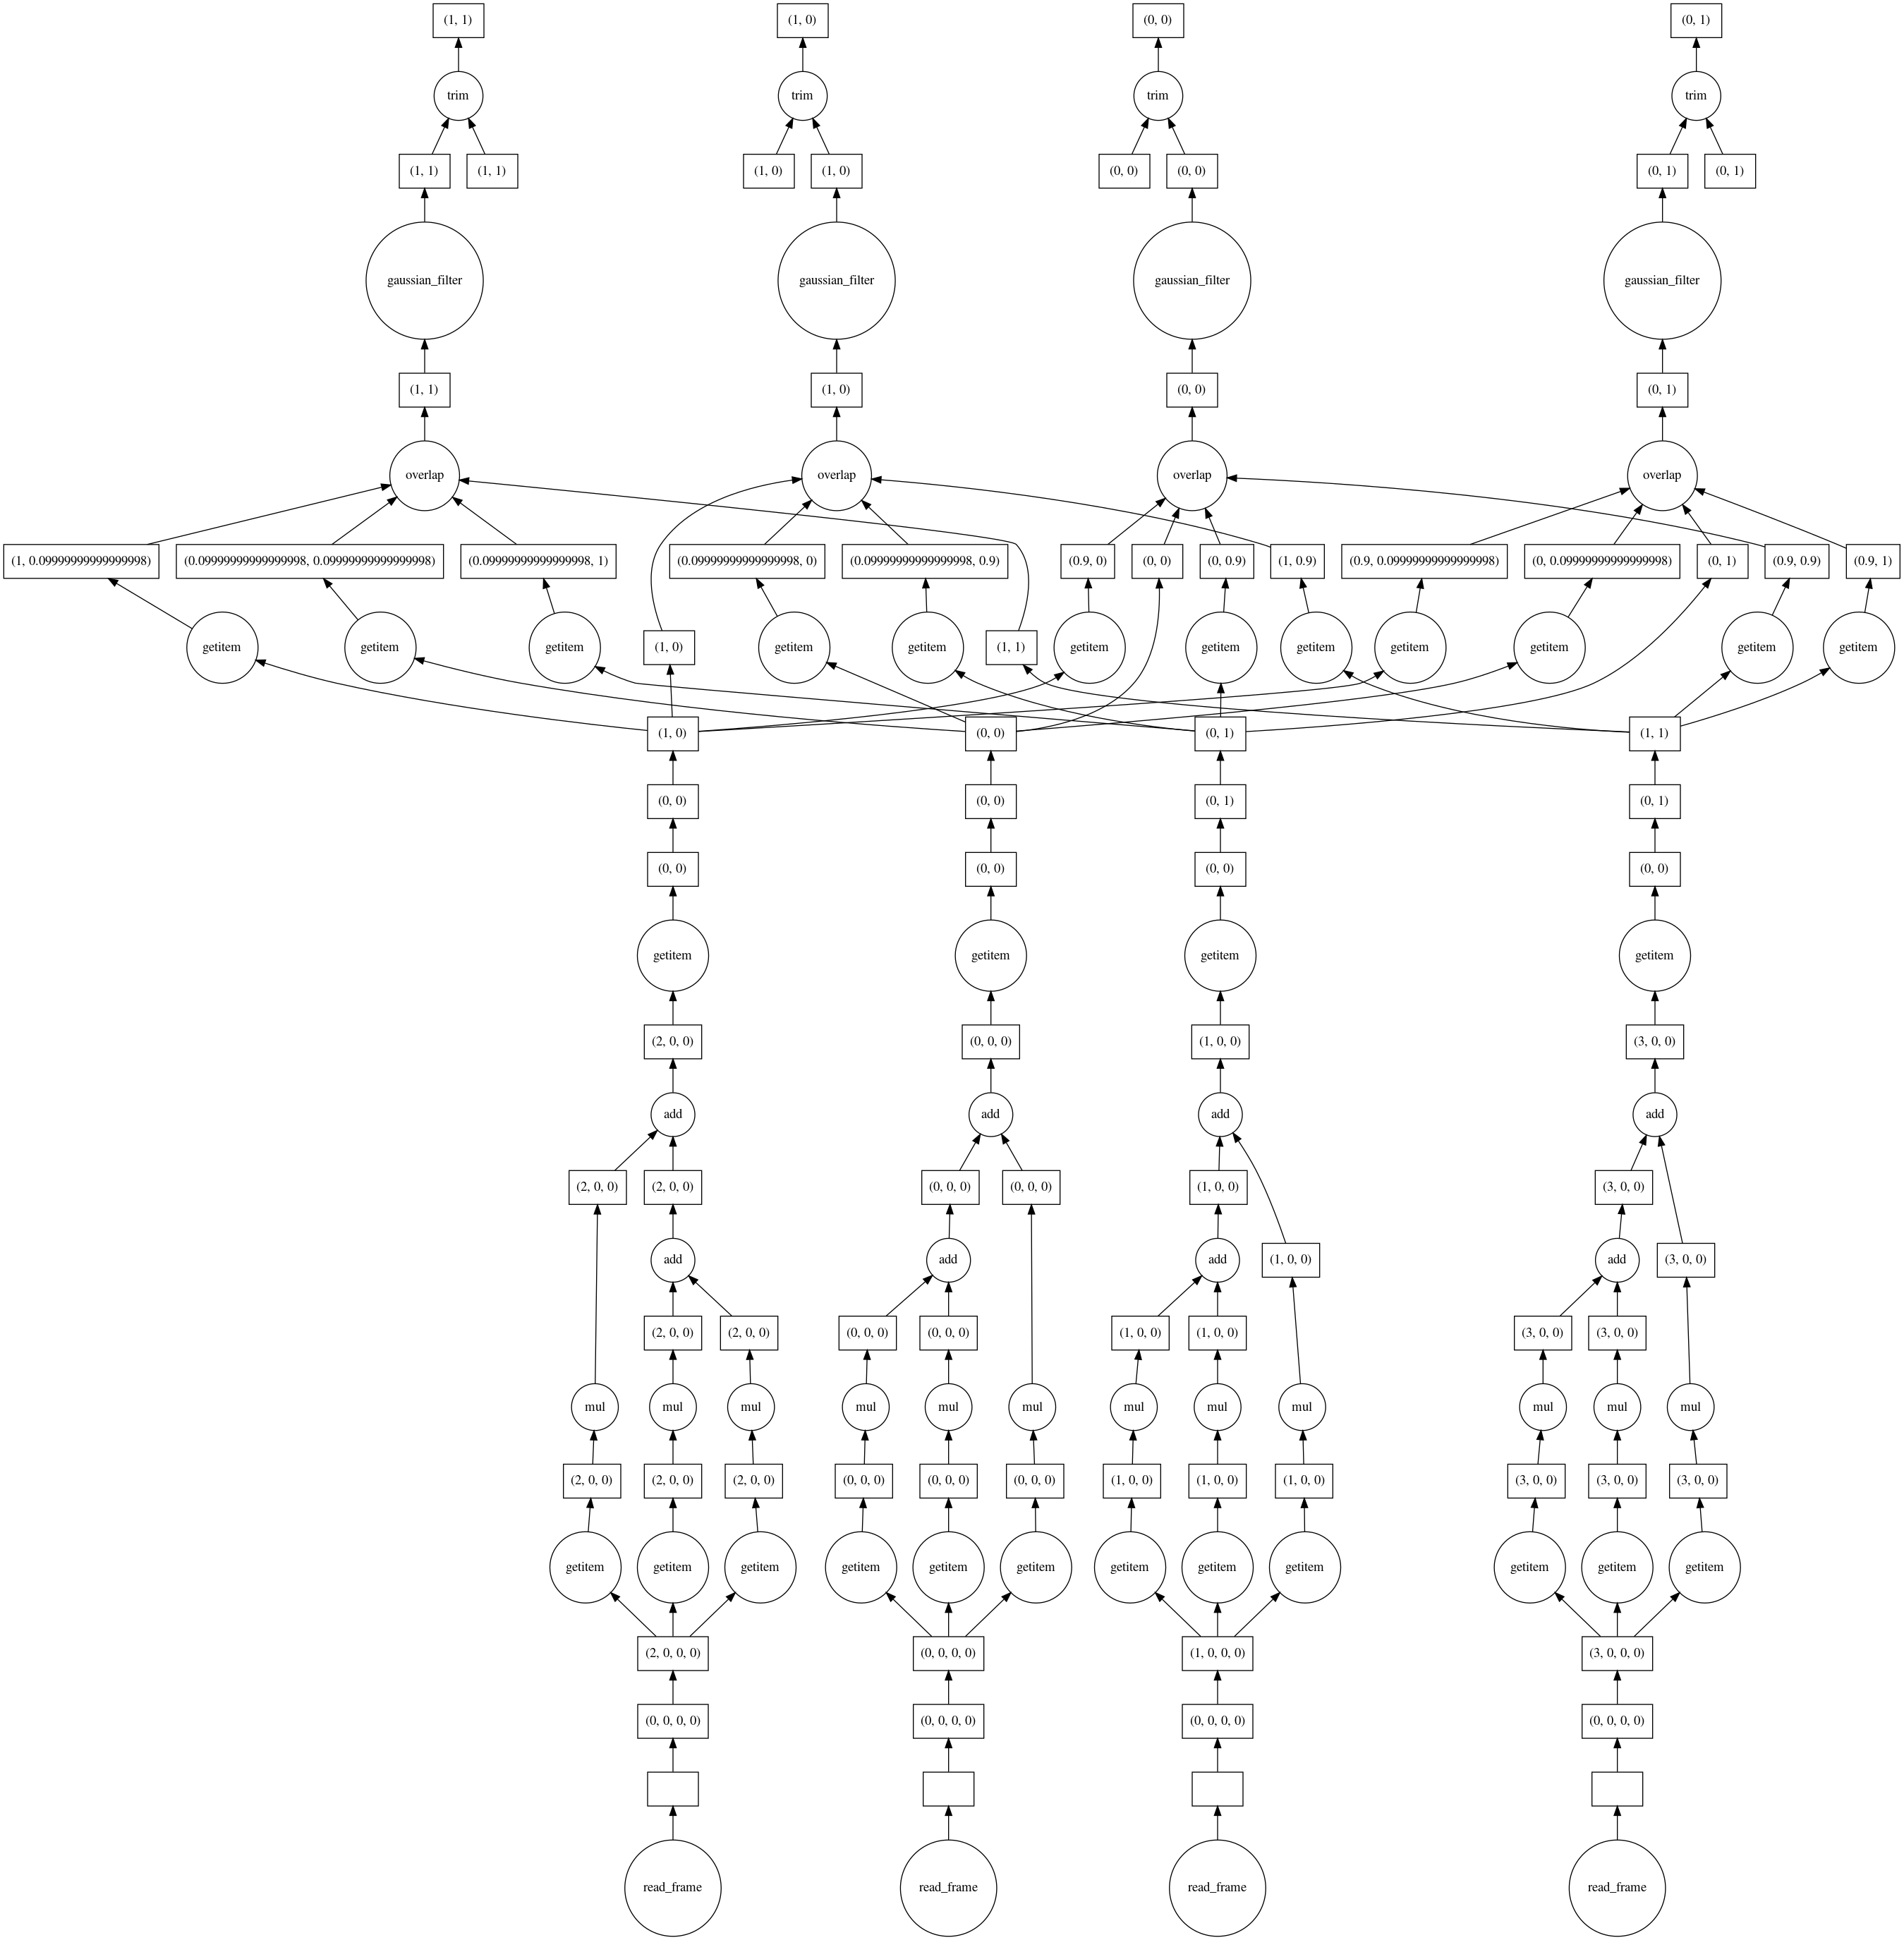 (1, 1)
(1, 0)
(0, 0)
(0, 1)
trim
trim
trim
trim
(1, 1)
(1, 1)
(1, 0)
(1, 0)
(0, 0)
(0, 0)
(0, 1)
(0, 1)
gaussian_filter
gaussian_filter
gaussian_filter
gaussian_filter
(1, 1)
(1, 0)
(0, 0)
(0, 1)
overlap
overlap
overlap
overlap
(1, 0.09999999999999998)
(0.09999999999999998, 0.09999999999999998)
(0.09999999999999998, 1)
(0.09999999999999998, 0)
(0.09999999999999998, 0.9)
(0.9, 0)
(0, 0)
(0, 0.9)
(1, 0.9)
(0.9, 0.09999999999999998)
(0, 0.09999999999999998)
(0, 1)
(0.9, 0.9)
(0.9, 1)
getitem
getitem
getitem
(1, 0)
getitem
getitem
(1, 1)
getitem
getitem
getitem
getitem
getitem
getitem
getitem
(1, 0)
(0, 0)
(0, 1)
(1, 1)
(0, 0)
(0, 0)
(0, 1)
(0, 1)
(0, 0)
(0, 0)
(0, 0)
(0, 0)
getitem
getitem
getitem
getitem
(2, 0, 0)
(0, 0, 0)
(1, 0, 0)
(3, 0, 0)
add
add
add
add
(2, 0, 0)
(2, 0, 0)
(0, 0, 0)
(0, 0, 0)
(1, 0, 0)
(3, 0, 0)
add
add
add
(1, 0, 0)
add
(3, 0, 0)
(2, 0, 0)
(2, 0, 0)
(0, 0, 0)
(0, 0, 0)
(1, 0, 0)
(1, 0, 0)
(3, 0, 0)
(3, 0, 0)
mul
mul
mul
mul
mul
mul
mul
mul
mul
mul
mul
mul
(2, 0, 0)
(2, 0, 0)
(2, 0, 0)
(0, 0, 0)
(0, 0, 0)
(0, 0, 0)
(1, 0, 0)
(1, 0, 0)
(1, 0, 0)
(3, 0, 0)
(3, 0, 0)
(3, 0, 0)
getitem
getitem
getitem
getitem
getitem
getitem
getitem
getitem
getitem
getitem
getitem
getitem
(2, 0, 0, 0)
(0, 0, 0, 0)
(1, 0, 0, 0)
(3, 0, 0, 0)
(0, 0, 0, 0)
(0, 0, 0, 0)
(0, 0, 0, 0)
(0, 0, 0, 0)
read_frame
read_frame
read_frame
read_frame